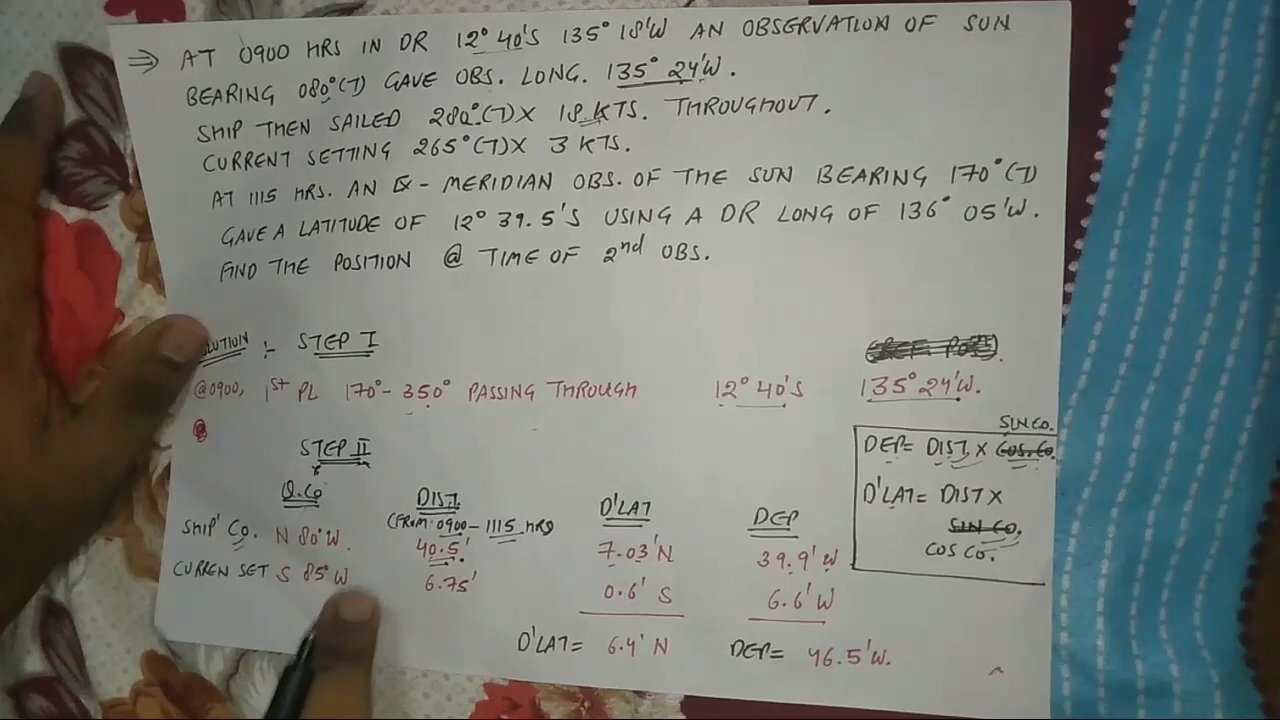 ⇒ AT 0900 HRS IN DR 12° 40'S 135° 18'W AN OBSERVATION OF SUN
BEARING 080°(T) GAVE OBS. LONG. 135° 24'W.
SHIP THEN SAILED 280°(T) X 18 KTS. THROUGHOUT.
CURRENT SETTING 265°(T) X 3 KTS.
AT 1115 HRS. AN EX-MERIDIAN OBS. OF THE SUN BEARING 170°(T)
GAVE A LATITUDE OF 12° 39.5'S USING A DR LONG OF 136° 05'W.
FIND THE POSITION @ TIME OF 2nd OBS.
LUTION :- STEP I
@0900, 1ST PL 170° - 350° PASSING THROUGH 12° 40'S 135° 24'W.
STEP II
Q.Co DIST. D'LAT DEP
(FROM 0900 - 1115 HRS)
SHIP' CO. N 80°W. 40.5' 7.03'N 39.9'W
CURREN SET S 85°W 6.75' 0.6' S 6.6'W
D'LAT = 6.4' N DEP = 46.5'W.
SIN CO.
DEP = DIST. X COS. CO.
D'LAT = DIST X
SIN CO.
COS CO.